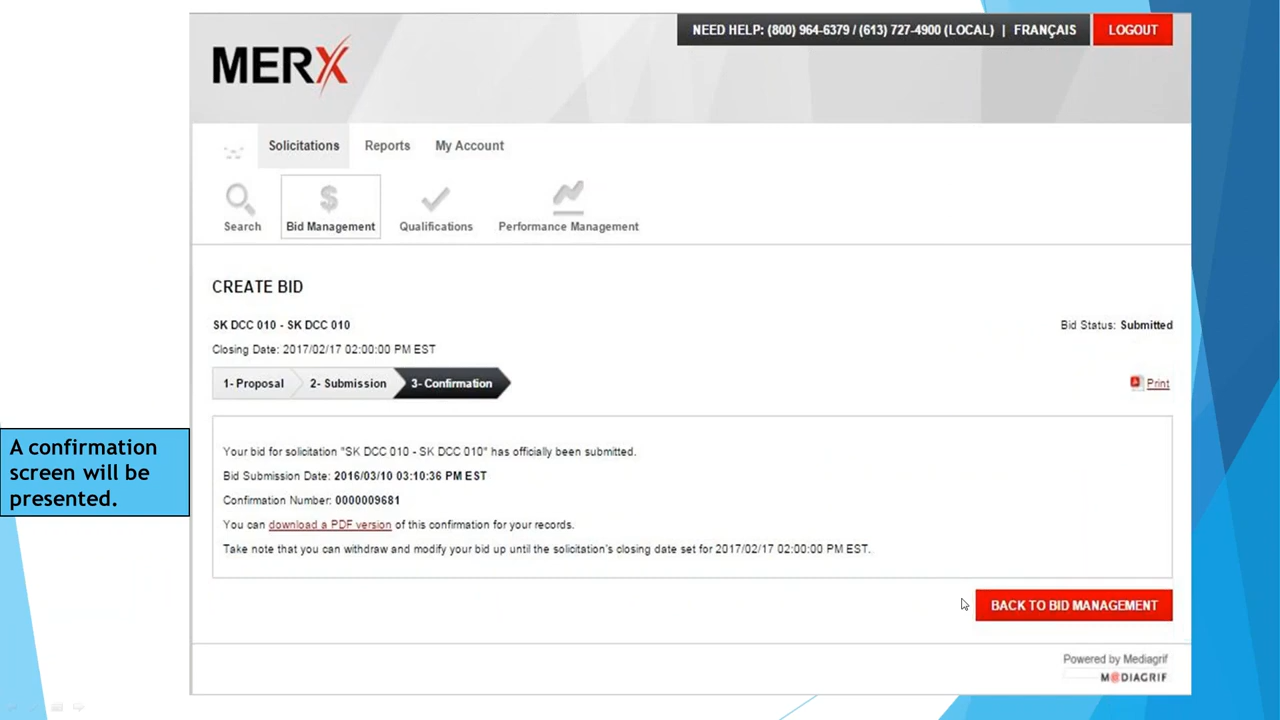 NEED HELP: (800) 964-6379 / (613) 727-4900 (LOCAL) | FRANÇAIS
LOGOUT
MERX
Solicitations
Reports
My Account
Search
Bid Management
Qualifications
Performance Management
CREATE BID
SK DCC 010 - SK DCC 010
Bid Status: Submitted
Closing Date: 2017/02/17 02:00:00 PM EST
1- Proposal
2- Submission
3- Confirmation
Print
A confirmation
screen will be
presented.
Your bid for solicitation "SK DCC 010 - SK DCC 010" has officially been submitted.
Bid Submission Date: 2016/03/10 03:10:36 PM EST
Confirmation Number: 0000009681
You can download a PDF version of this confirmation for your records.
Take note that you can withdraw and modify your bid up until the solicitation's closing date set for 2017/02/17 02:00:00 PM EST.
BACK TO BID MANAGEMENT
Powered by Mediagrif
M@DIAGRIF